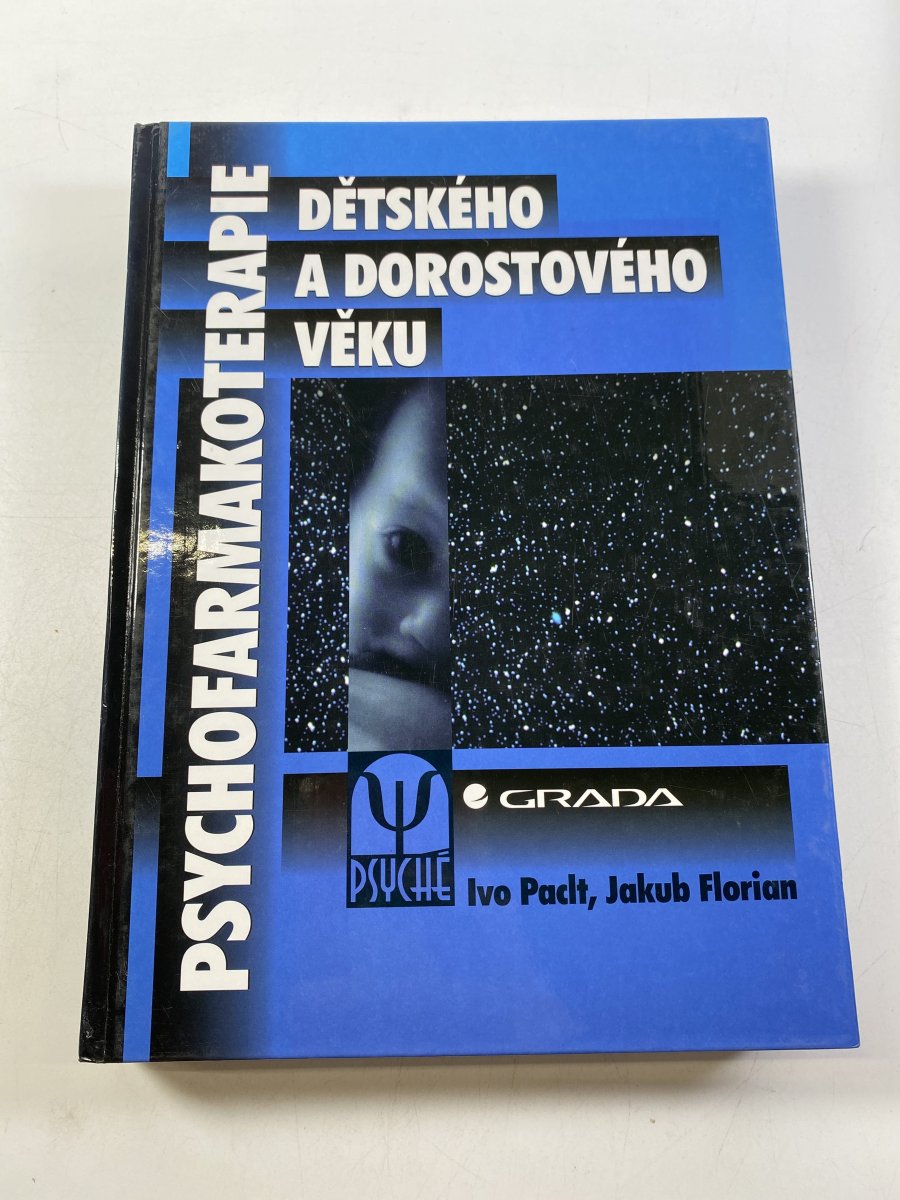 PSYCHOFARMAKOTERAPIE
DĚTSKÉHO
A DOROSTOVÉHO
VĚKU
GRADA
PSYCHÉ
Ivo Paclt, Jakub Florian